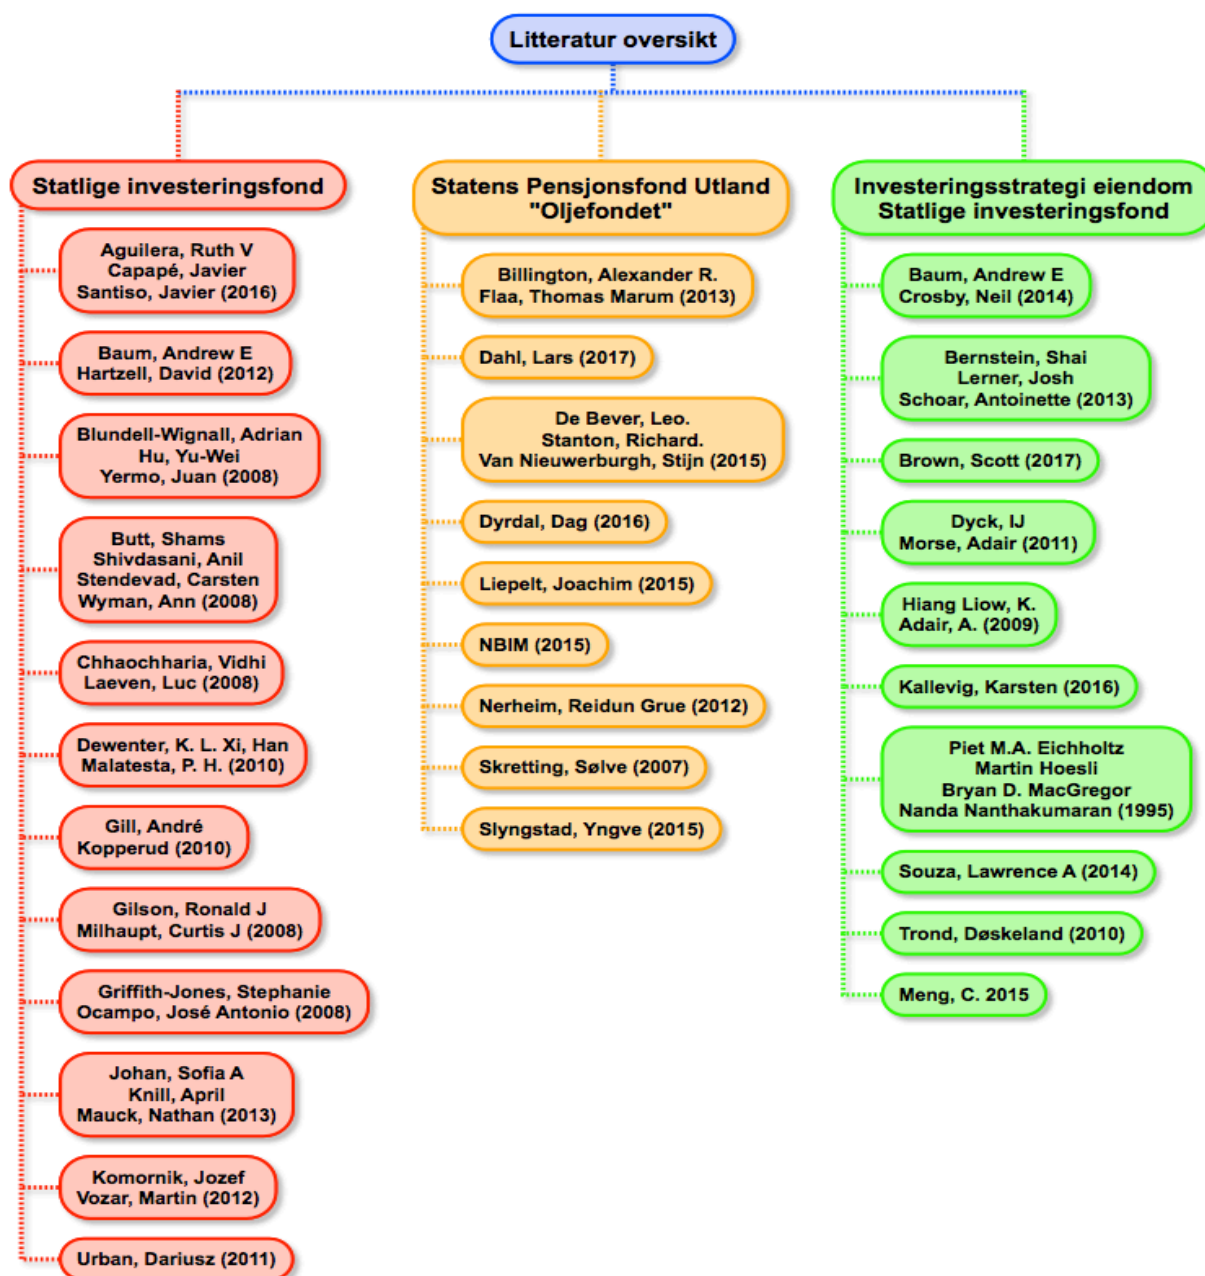 Litteratur oversikt
Statlige investeringsfond
Aguilera, Ruth V
Capapé, Javier
Santiso, Javier (2016)
Baum, Andrew E
Hartzell, David (2012)
Blundell-Wignall, Adrian
Hu, Yu-Wei
Yermo, Juan (2008)
Butt, Shams
Shivdasani, Anil
Stendevad, Carsten
Wyman, Ann (2008)
Chhaochharia, Vidhi
Laeven, Luc (2008)
Dewenter, K. L. Xi, Han
Malatesta, P. H. (2010)
Gill, André
Kopperud (2010)
Gilson, Ronald J
Milhaupt, Curtis J (2008)
Griffith-Jones, Stephanie
Ocampo, José Antonio (2008)
Johan, Sofia A
Knill, April
Mauck, Nathan (2013)
Komornik, Jozef
Vozar, Martin (2012)
Urban, Dariusz (2011)
Statens Pensjonsfond Utland
"Oljefondet"
Billington, Alexander R.
Flaa, Thomas Marum (2013)
Dahl, Lars (2017)
De Bever, Leo.
Stanton, Richard.
Van Nieuwerburgh, Stijn (2015)
Dyrdal, Dag (2016)
Liepelt, Joachim (2015)
NBIM (2015)
Nerheim, Reidun Grue (2012)
Skretting, Sølve (2007)
Slyngstad, Yngve (2015)
Investeringsstrategi eiendom
Statlige investeringsfond
Baum, Andrew E
Crosby, Neil (2014)
Bernstein, Shai
Lerner, Josh
Schoar, Antoinette (2013)
Brown, Scott (2017)
Dyck, IJ
Morse, Adair (2011)
Hiang Liow, K.
Adair, A. (2009)
Kallevig, Karsten (2016)
Piet M.A. Eichholtz
Martin Hoesli
Bryan D. MacGregor
Nanda Nanthakumaran (1995)
Souza, Lawrence A (2014)
Trond, Døskeland (2010)
Meng, C. 2015